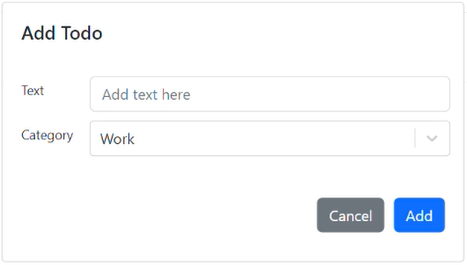 Add Todo
Text
Add text here
Category
Work
Cancel
Add